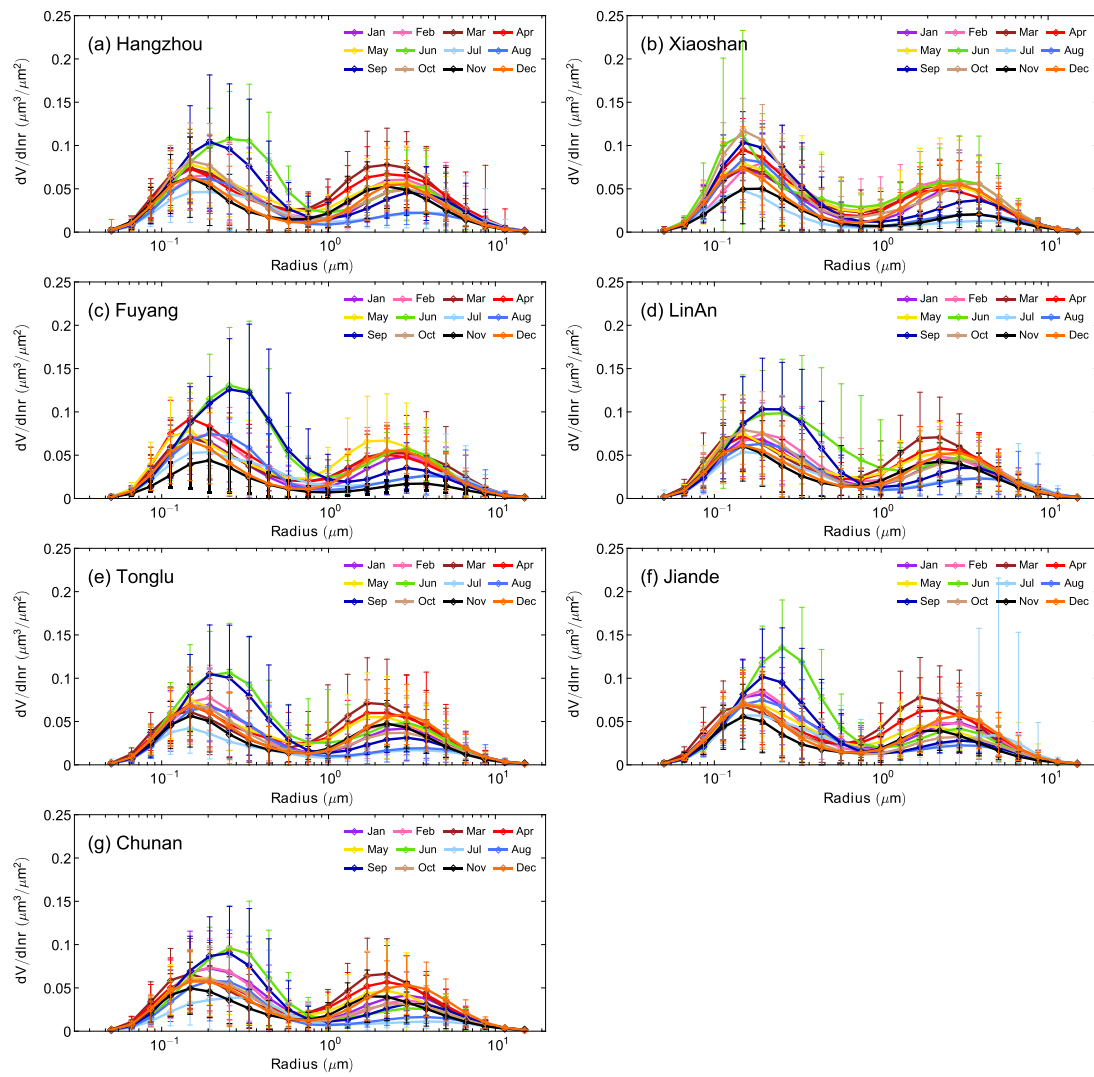 (a) Hangzhou
Jan Feb Mar Apr
May Jun Jul Aug
Sep Oct Nov Dec
0.25
0.2
0.15
0.1
0.05
0
dV/dlnr (μm³/μm²)
10⁻¹ 10⁰ 10¹
Radius (μm)
(b) Xiaoshan
Jan Feb Mar Apr
May Jun Jul Aug
Sep Oct Nov Dec
0.25
0.2
0.15
0.1
0.05
0
dV/dlnr (μm³/μm²)
10⁻¹ 10⁰ 10¹
Radius (μm)
(c) Fuyang
Jan Feb Mar Apr
May Jun Jul Aug
Sep Oct Nov Dec
0.25
0.2
0.15
0.1
0.05
0
dV/dlnr (μm³/μm²)
10⁻¹ 10⁰ 10¹
Radius (μm)
(d) LinAn
Jan Feb Mar Apr
May Jun Jul Aug
Sep Oct Nov Dec
0.25
0.2
0.15
0.1
0.05
0
dV/dlnr (μm³/μm²)
10⁻¹ 10⁰ 10¹
Radius (μm)
(e) Tonglu
Jan Feb Mar Apr
May Jun Jul Aug
Sep Oct Nov Dec
0.25
0.2
0.15
0.1
0.05
0
dV/dlnr (μm³/μm²)
10⁻¹ 10⁰ 10¹
Radius (μm)
(f) Jiande
Jan Feb Mar Apr
May Jun Jul Aug
Sep Oct Nov Dec
0.25
0.2
0.15
0.1
0.05
0
dV/dlnr (μm³/μm²)
10⁻¹ 10⁰ 10¹
Radius (μm)
(g) Chunan
Jan Feb Mar Apr
May Jun Jul Aug
Sep Oct Nov Dec
0.25
0.2
0.15
0.1
0.05
0
dV/dlnr (μm³/μm²)
10⁻¹ 10⁰ 10¹
Radius (μm)